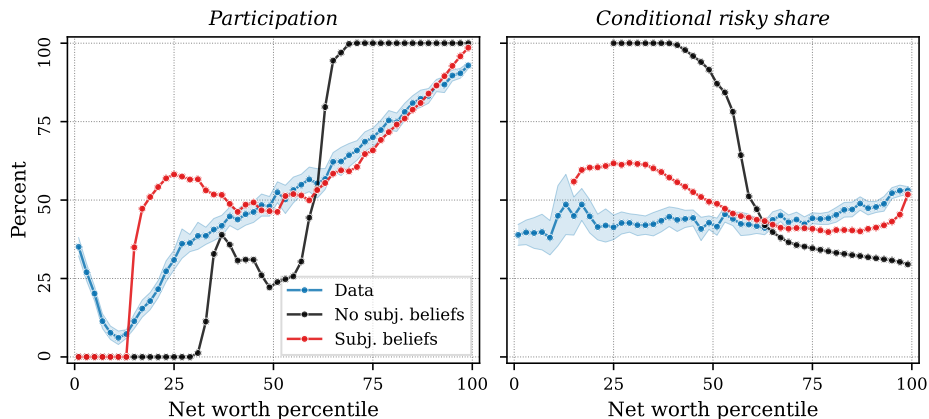 Participation
Conditional risky share
Percent
100
75
50
25
0
Data
No subj. beliefs
Subj. beliefs
0 25 50 75 100
0 25 50 75 100
Net worth percentile
Net worth percentile